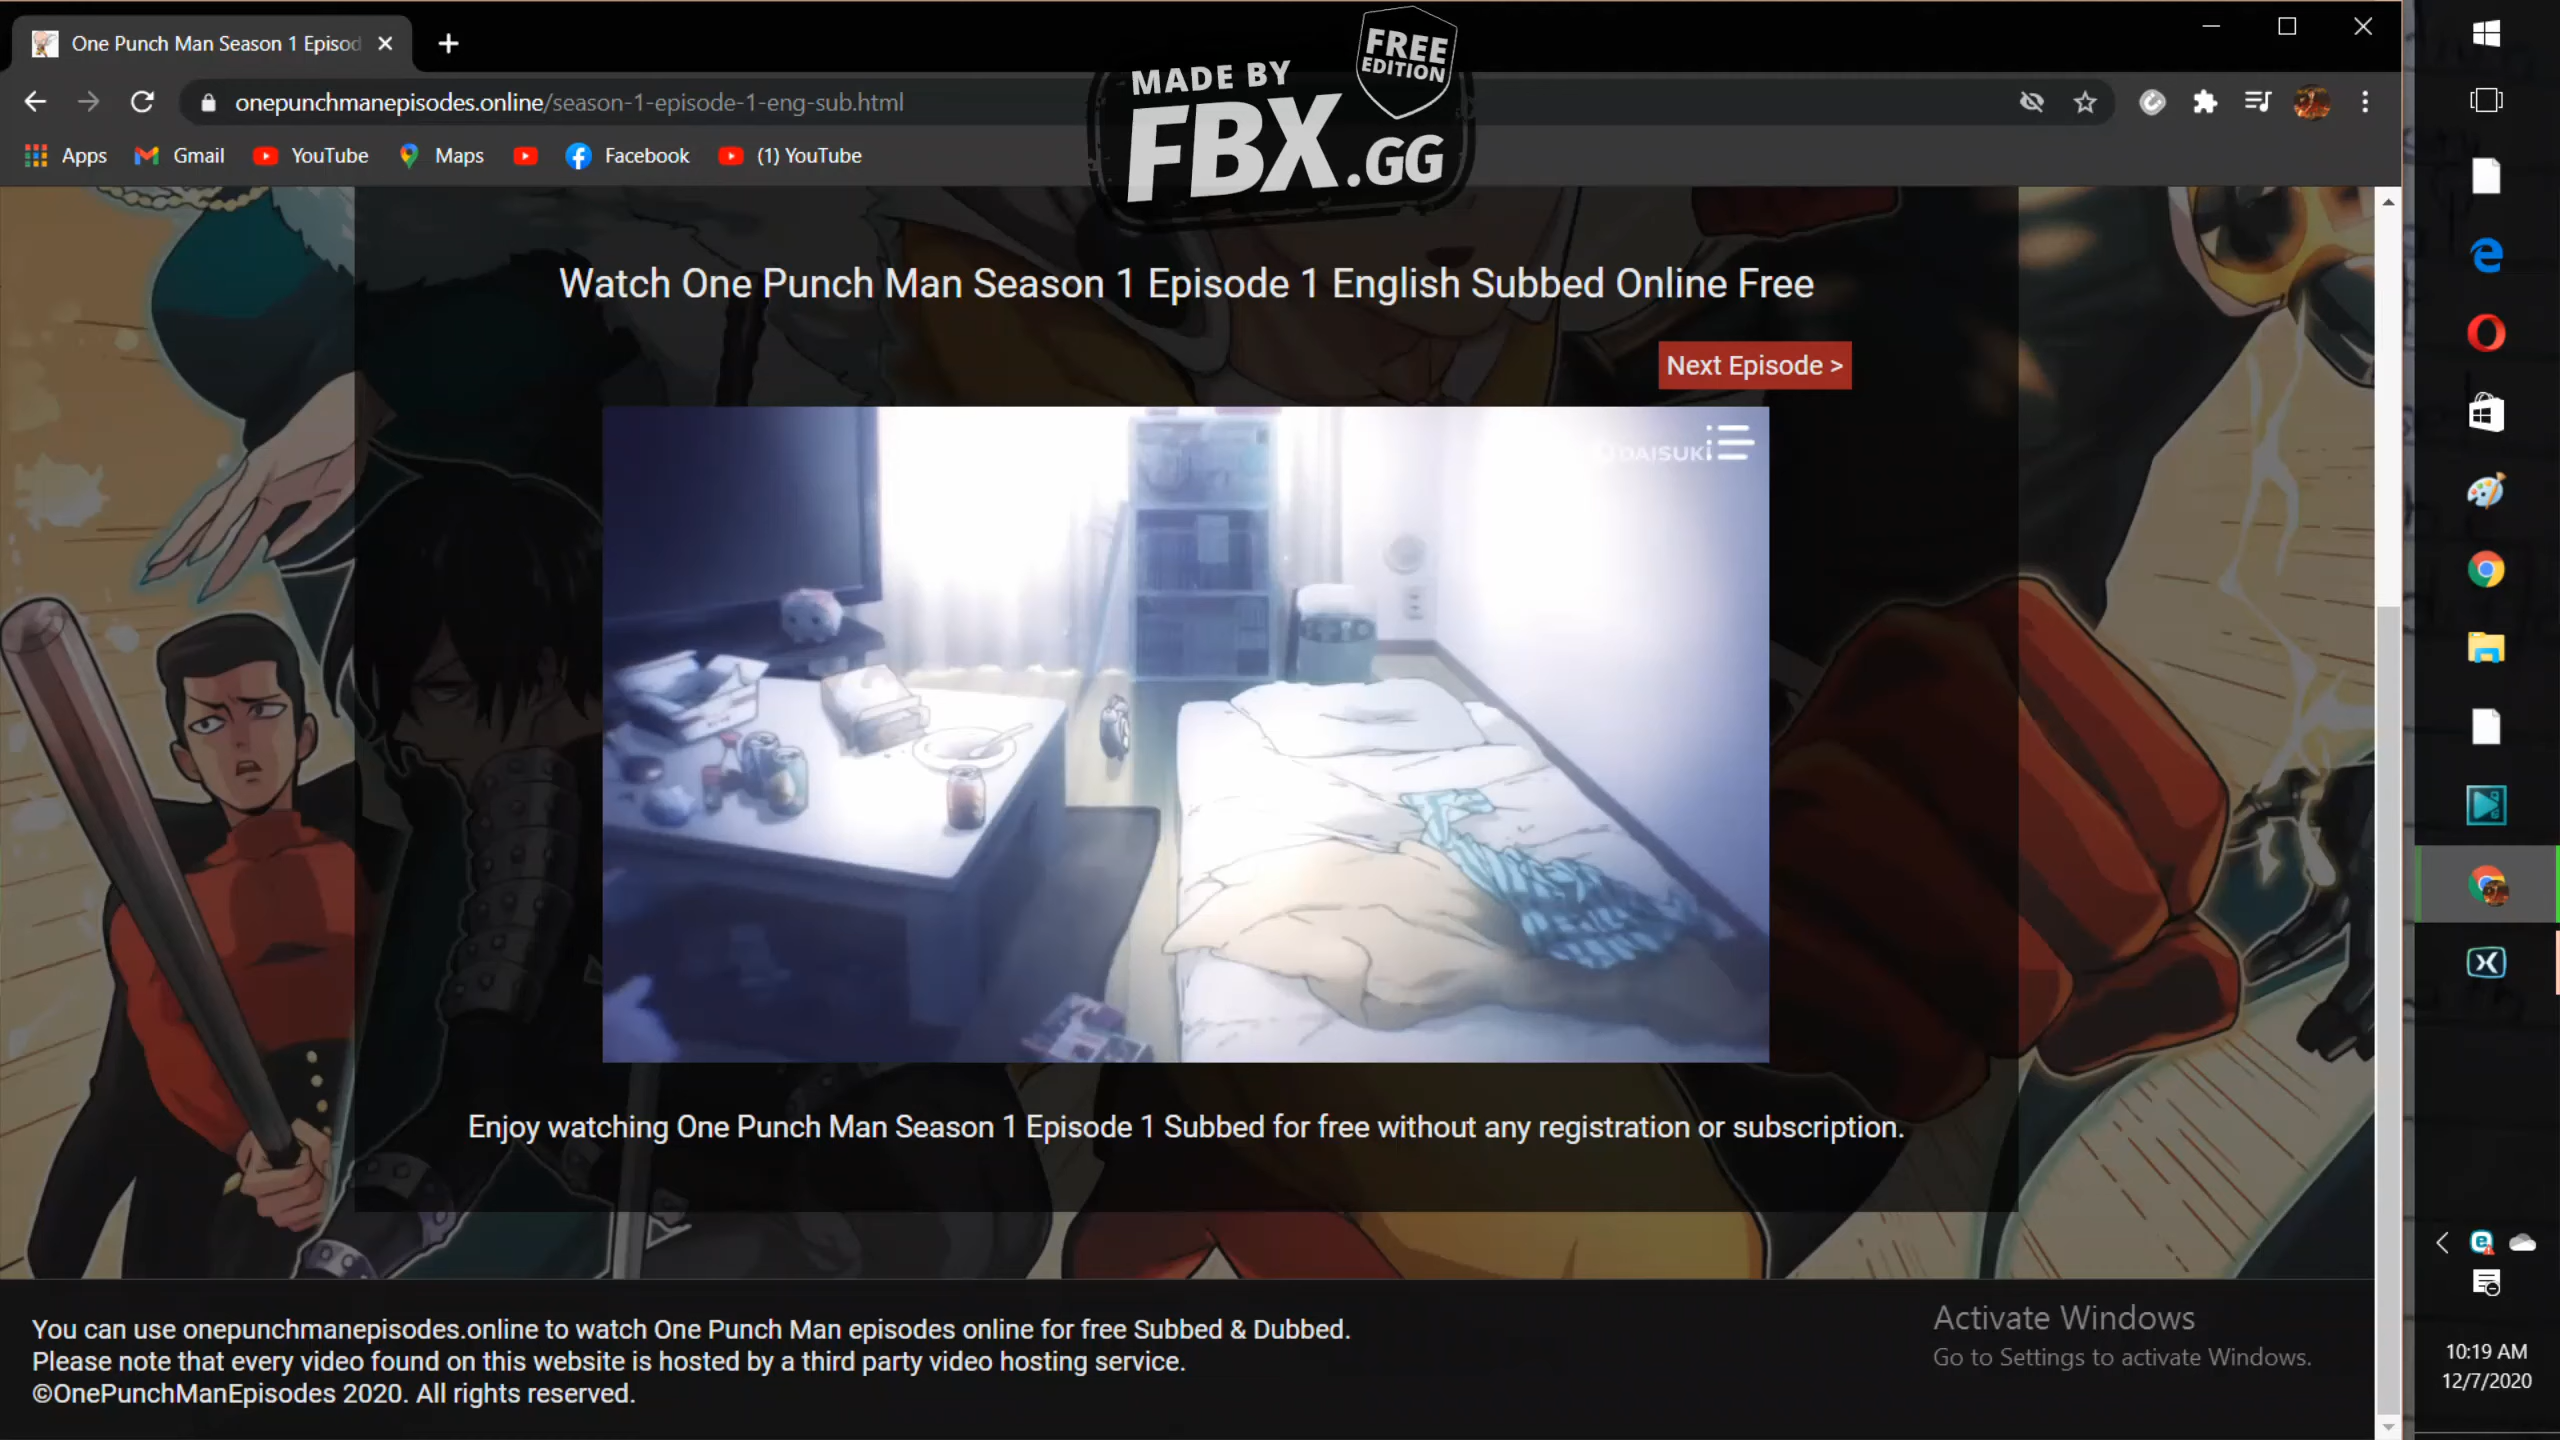 One Punch Man Season 1 Episod
MADE BY
FBX.GG
FREE
EDITION
onepunchmanepisodes.online/season-1-episode-1-eng-sub.html
Apps
Gmail
YouTube
Maps
Facebook
(1) YouTube
Watch One Punch Man Season 1 Episode 1 English Subbed Online Free
Next Episode >
DAISUKI
Enjoy watching One Punch Man Season 1 Episode 1 Subbed for free without any registration or subscription.
You can use onepunchmanepisodes.online to watch One Punch Man episodes online for free Subbed & Dubbed.
Please note that every video found on this website is hosted by a third party video hosting service.
©OnePunchManEpisodes 2020. All rights reserved.
Activate Windows
Go to Settings to activate Windows.
10:19 AM
12/7/2020